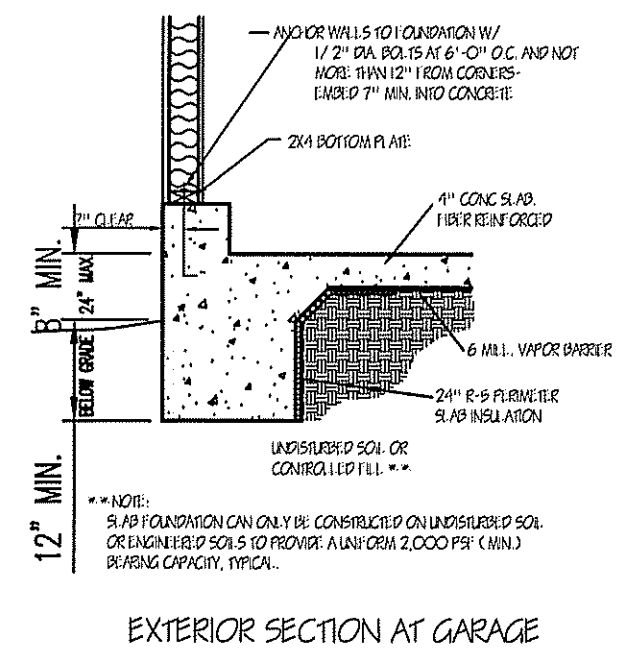 ANCHOR WALLS TO FOUNDATION W/
1/2" DIA. BOLTS AT 6'-0" O.C. AND NOT
MORE THAN 12" FROM CORNERS-
EMBED 7" MIN. INTO CONCRETE
2X4 BOTTOM PLATE
4" CONC SLAB.
FIBER REINFORCED
CLEAR
8" MIN.
24" MAX.
BELOW GRADE
12" MIN.
6 MILL. VAPOR BARRIER
24" R-5 PERIMETER
SLAB INSULATION
UNDISTURBED SOIL OR
CONTROLLED FILL **
**NOTE:
SLAB FOUNDATION CAN ONLY BE CONSTRUCTED ON UNDISTURBED SOIL
OR ENGINEERED SOILS TO PROVIDE A UNIFORM 2,000 PSF (MIN.)
BEARING CAPACITY, TYPICAL.
EXTERIOR SECTION AT GARAGE